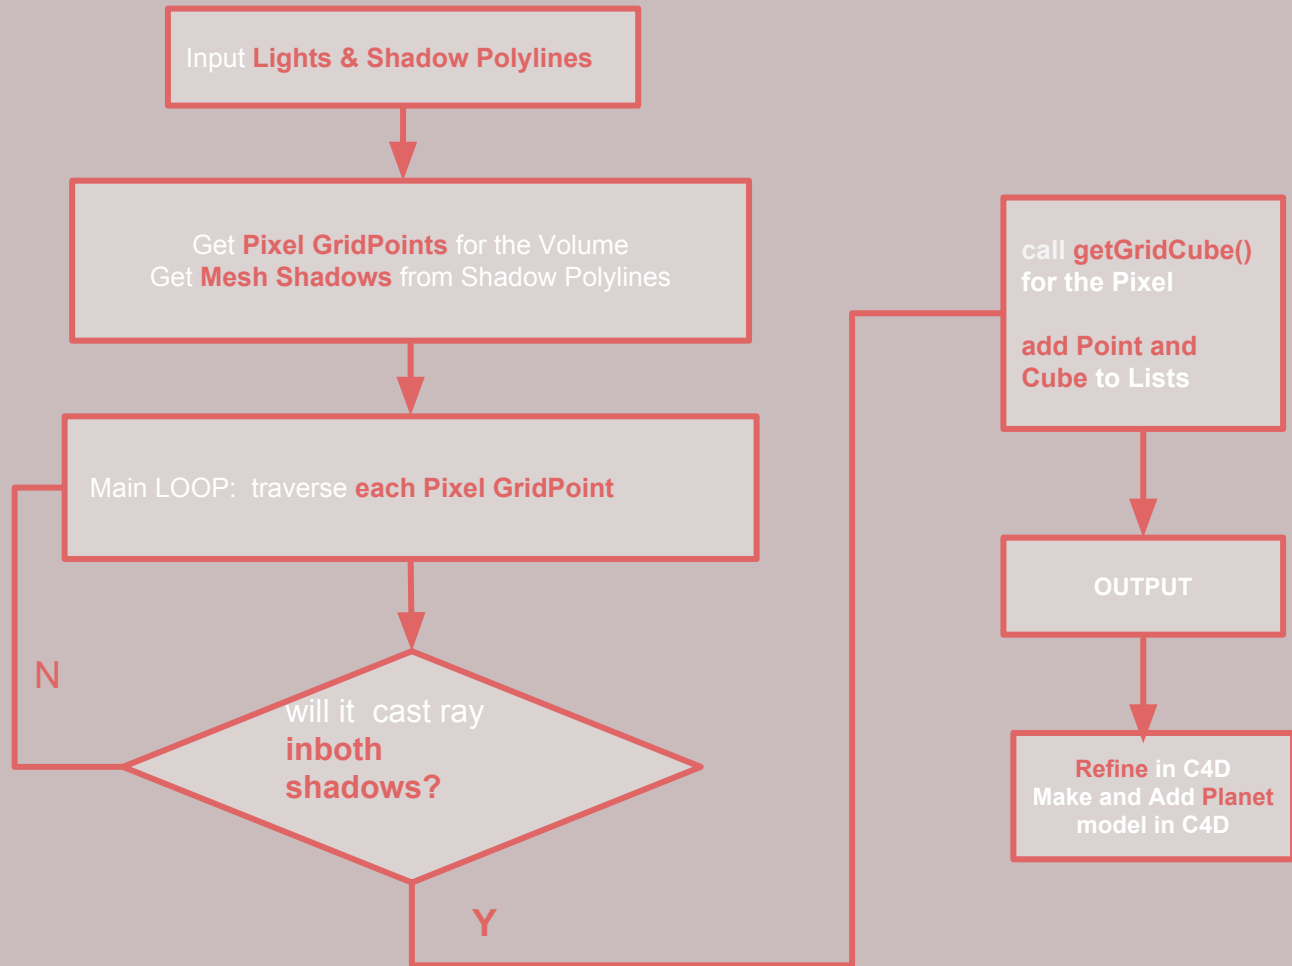 Input Lights & Shadow Polylines
Get Pixel GridPoints for the Volume
Get Mesh Shadows from Shadow Polylines
Main LOOP:  traverse each Pixel GridPoint
N
will it  cast ray
inboth
shadows?
Y
call getGridCube()
for the Pixel
add Point and
Cube to Lists
OUTPUT
Refine in C4D
Make and Add Planet
model in C4D